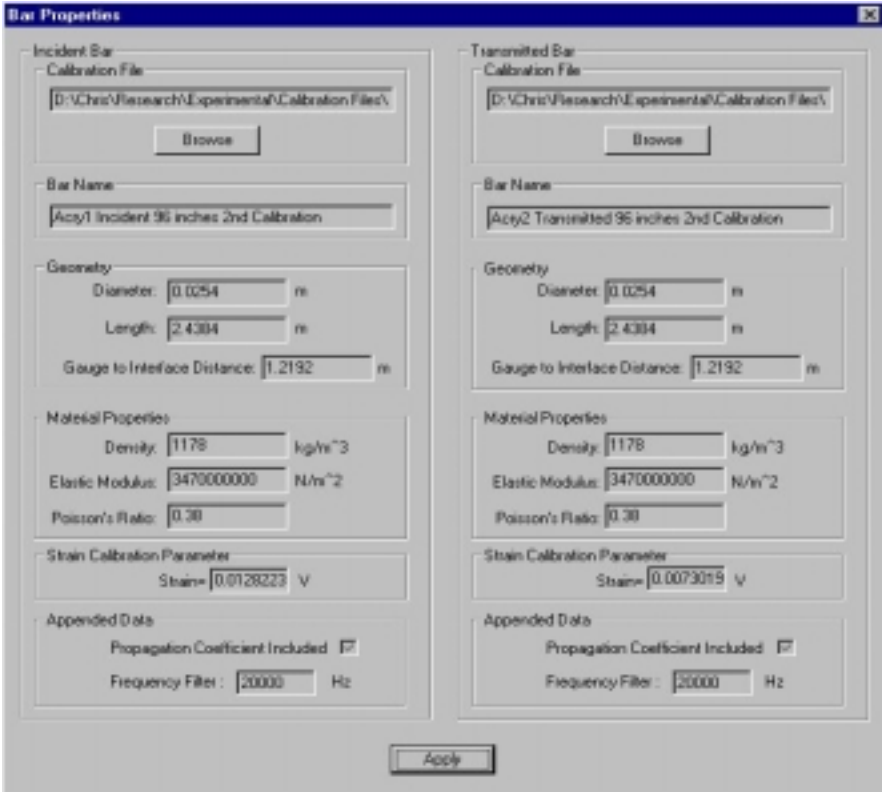 Bar Properties
Incident Bar
Calibration File
D:\Chris\Research\Experimental\Calibration Files\
Browse
Bar Name
Acry1 Incident 96 inches 2nd Calibration
Geometry
Diameter: 0.0254 m
Length: 2.4384 m
Gauge to Interface Distance: 1.2192 m
Material Properties
Density: 1178 kg/m^3
Elastic Modulus: 3470000000 N/m^2
Poisson's Ratio: 0.38
Strain Calibration Parameter
Strain= 0.0128223 V
Appended Data
Propagation Coefficient Included
Frequency Filter : 20000 Hz
Transmitted Bar
Calibration File
D:\Chris\Research\Experimental\Calibration Files\
Browse
Bar Name
Acry2 Transmitted 96 inches 2nd Calibration
Geometry
Diameter: 0.0254 m
Length: 2.4384 m
Gauge to Interface Distance: 1.2192 m
Material Properties
Density: 1178 kg/m^3
Elastic Modulus: 3470000000 N/m^2
Poisson's Ratio: 0.38
Strain Calibration Parameter
Strain= 0.0073019 V
Appended Data
Propagation Coefficient Included
Frequency Filter : 20000 Hz
Apply